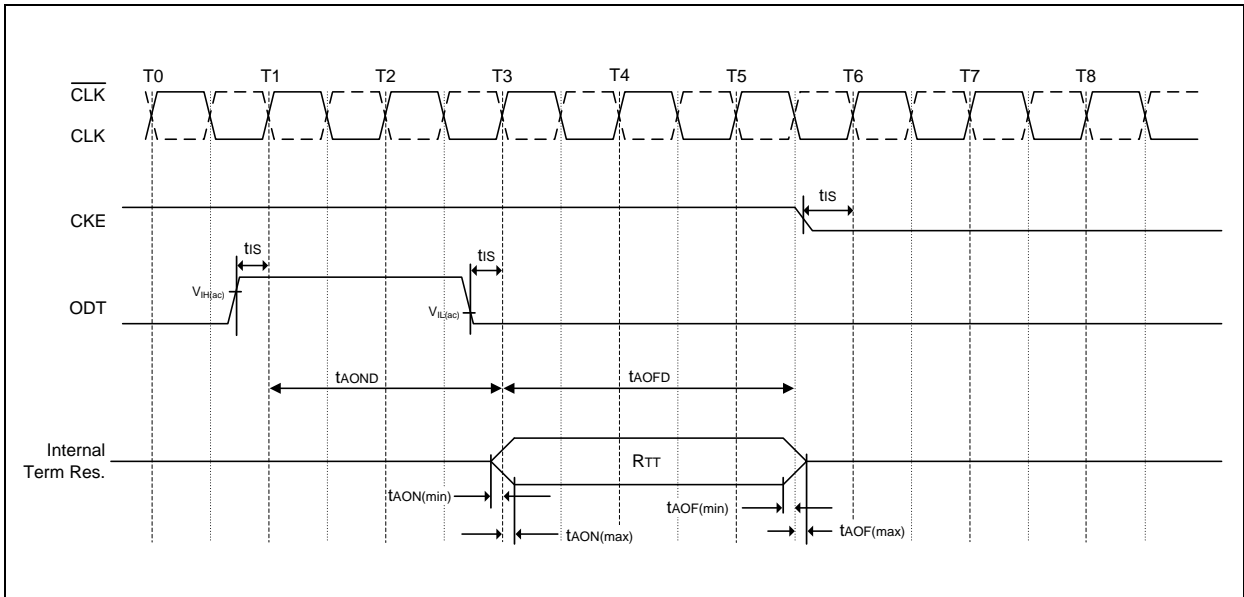 T0 T1 T2 T3 T4 T5 T6 T7 T8
CLK
CLK
CKE
tIS
tIS
tIS
VIH(ac)
ODT
VIL(ac)
tAOND
tAOFD
Internal
Term Res.
RTT
tAON(min)
tAOF(min)
tAON(max)
tAOF(max)